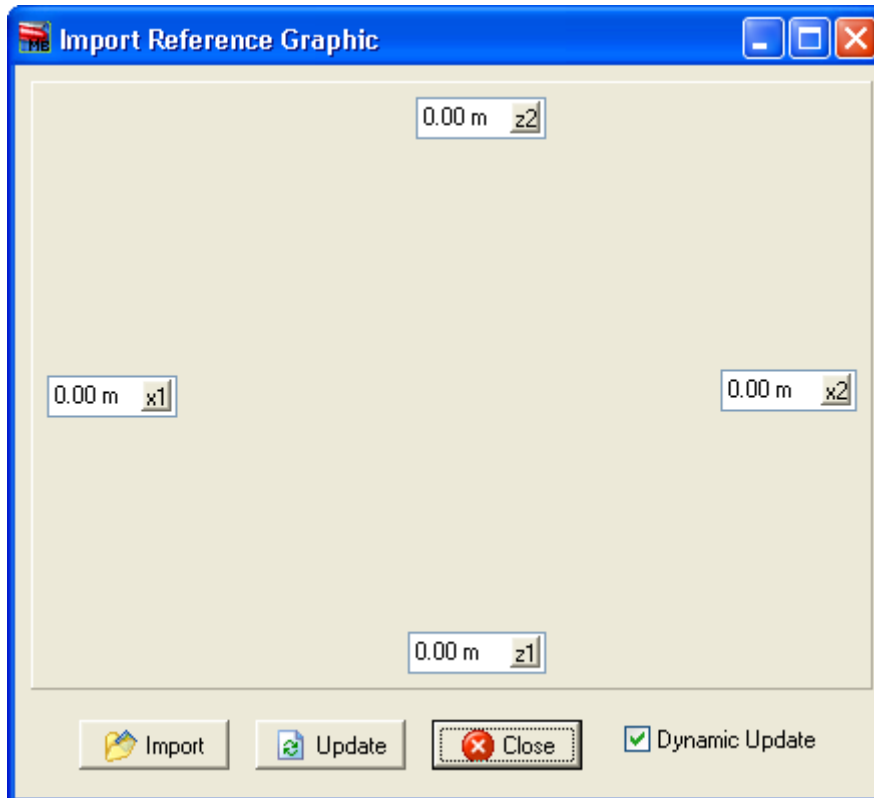 Import Reference Graphic
0.00 m z2
0.00 m x1
0.00 m x2
0.00 m z1
Import Update Close Dynamic Update